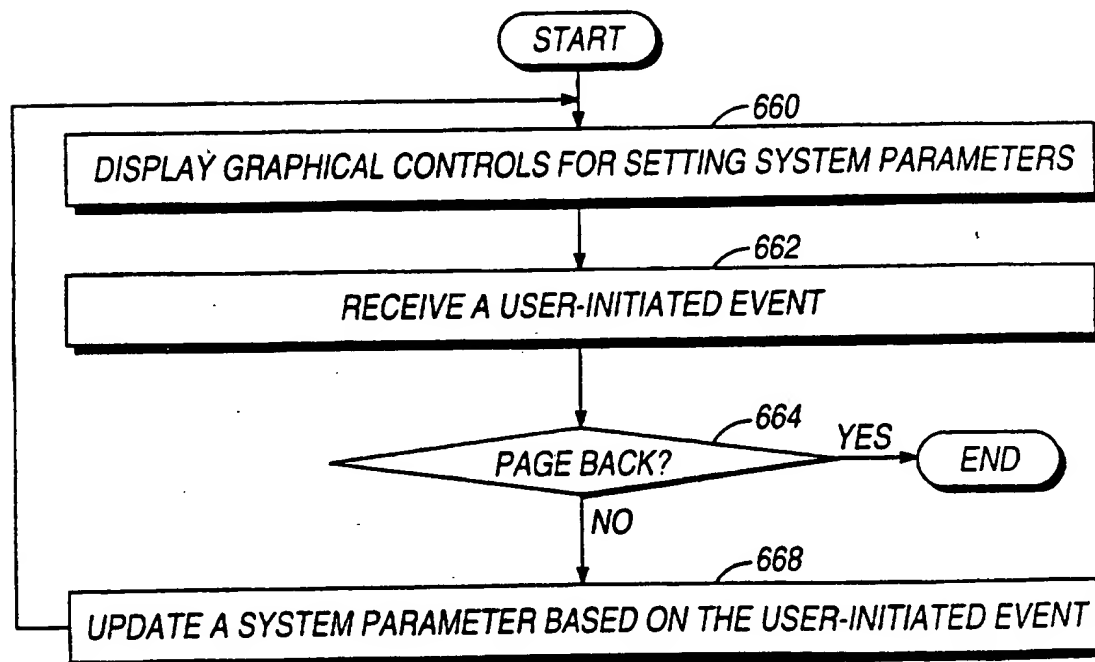 START
660
DISPLAY GRAPHICAL CONTROLS FOR SETTING SYSTEM PARAMETERS
662
RECEIVE A USER-INITIATED EVENT
664
PAGE BACK?
YES
END
NO
668
UPDATE A SYSTEM PARAMETER BASED ON THE USER-INITIATED EVENT